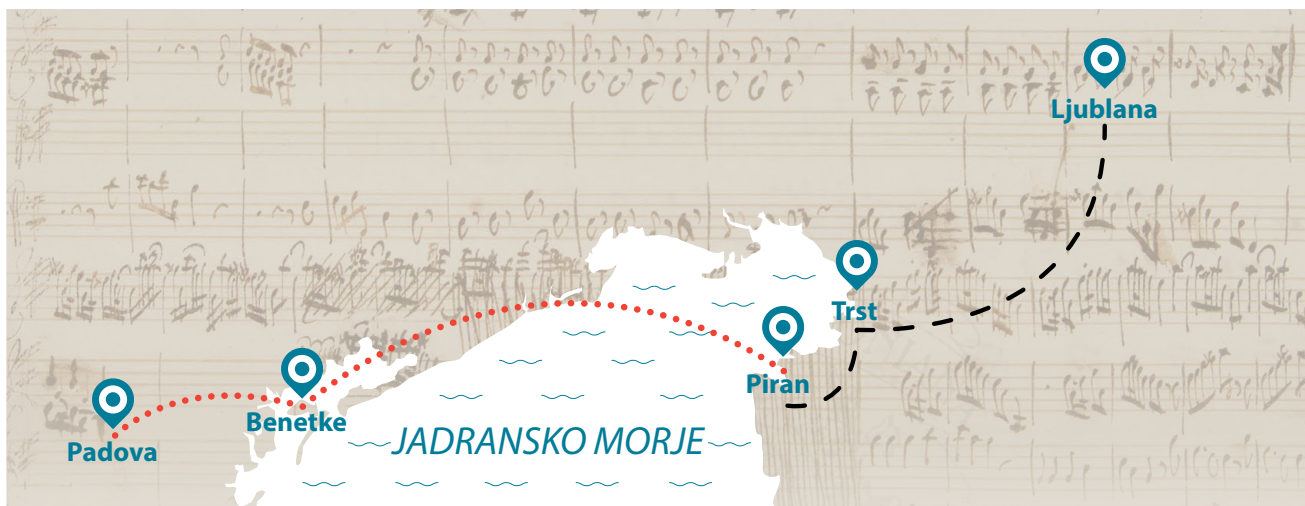 Ljublana
Trst
Piran
Benetke
JADRANSKO MORJE
Padova